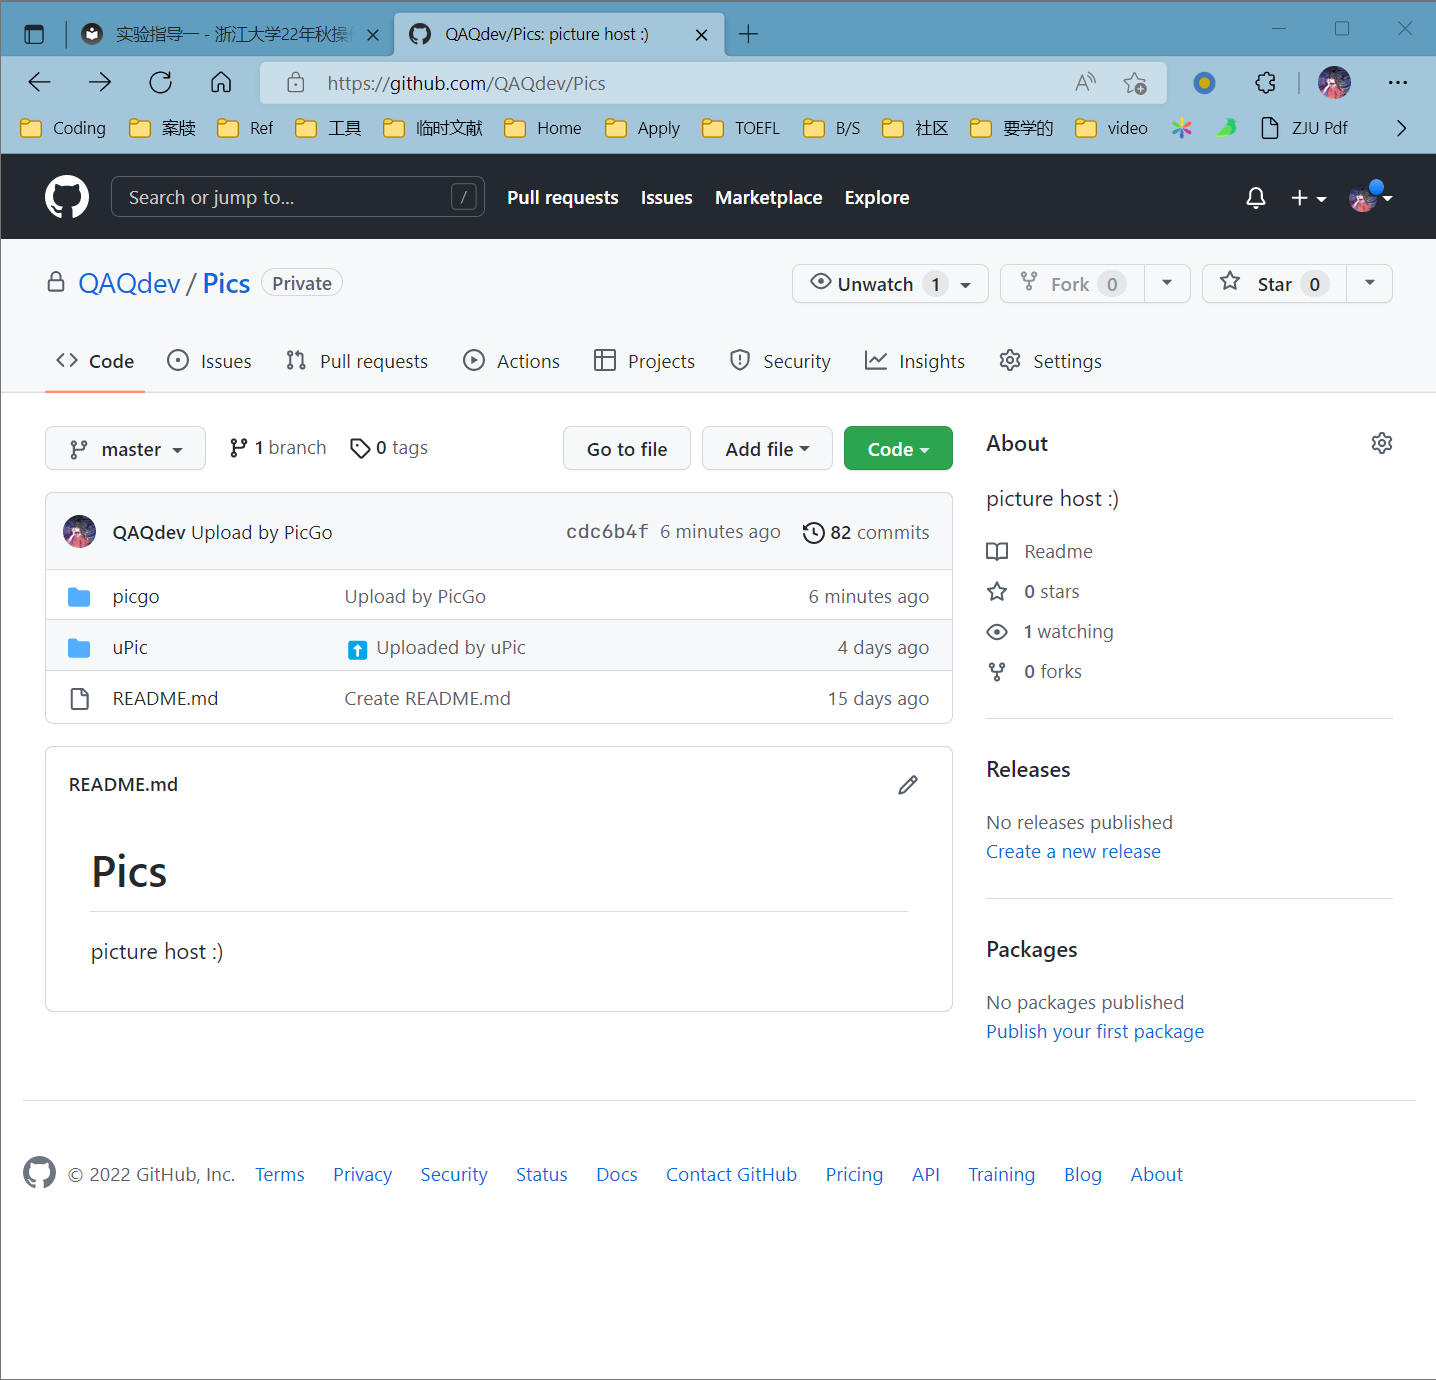 实验指导一 - 浙江大学22年秋操
QAQdev/Pics: picture host :)
https://github.com/QAQdev/Pics
Coding 案牍 Ref 工具 临时文献 Home Apply TOEFL B/S 社区 要学的 video ZJU Pdf
Search or jump to... / Pull requests Issues Marketplace Explore
QAQdev / Pics Private Unwatch 1 Fork 0 Star 0
Code Issues Pull requests Actions Projects Security Insights Settings
master 1 branch 0 tags Go to file Add file Code
QAQdev Upload by PicGo cdc6b4f 6 minutes ago 82 commits
picgo Upload by PicGo 6 minutes ago
uPic Uploaded by uPic 4 days ago
README.md Create README.md 15 days ago
README.md
Pics
picture host :)
About
picture host :)
Readme
0 stars
1 watching
0 forks
Releases
No releases published
Create a new release
Packages
No packages published
Publish your first package
© 2022 GitHub, Inc. Terms Privacy Security Status Docs Contact GitHub Pricing API Training Blog About